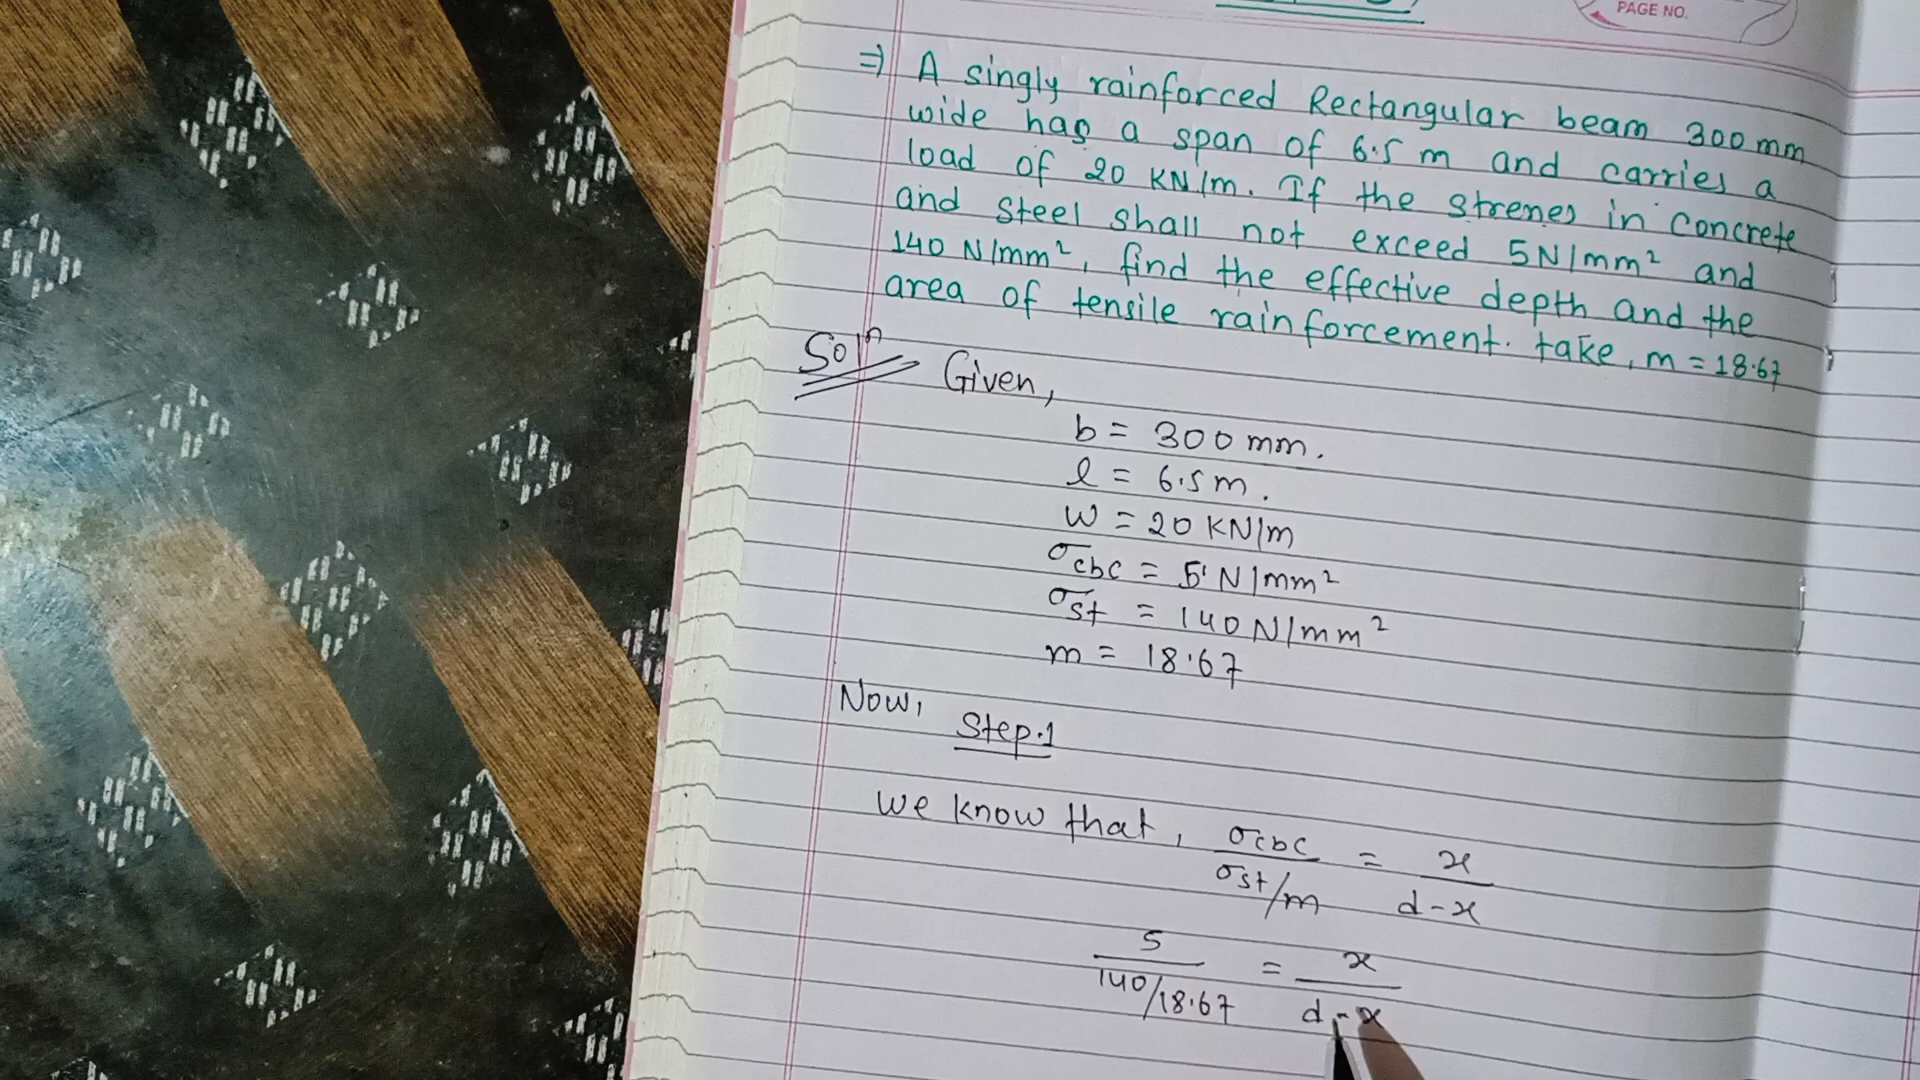 PAGE NO.
⇒ A singly rainforced Rectangular beam 300 mm
wide has a span of 6.5 m and carries a
load of 20 KN/m. If the stresses in concrete
and steel shall not exceed 5N/mm² and
140 N/mm², find the effective depth and the
area of tensile rainforcement. take, m = 18.67
Solⁿ Given,
b = 300 mm.
l = 6.5 m.
w = 20 KN/m
σcbc = 5 N/mm²
σst = 140 N/mm²
m = 18.67
Now, Step.1
We know that, σcbc / σst/m = x / d-x
5 / 140/18.67 = x / d-x